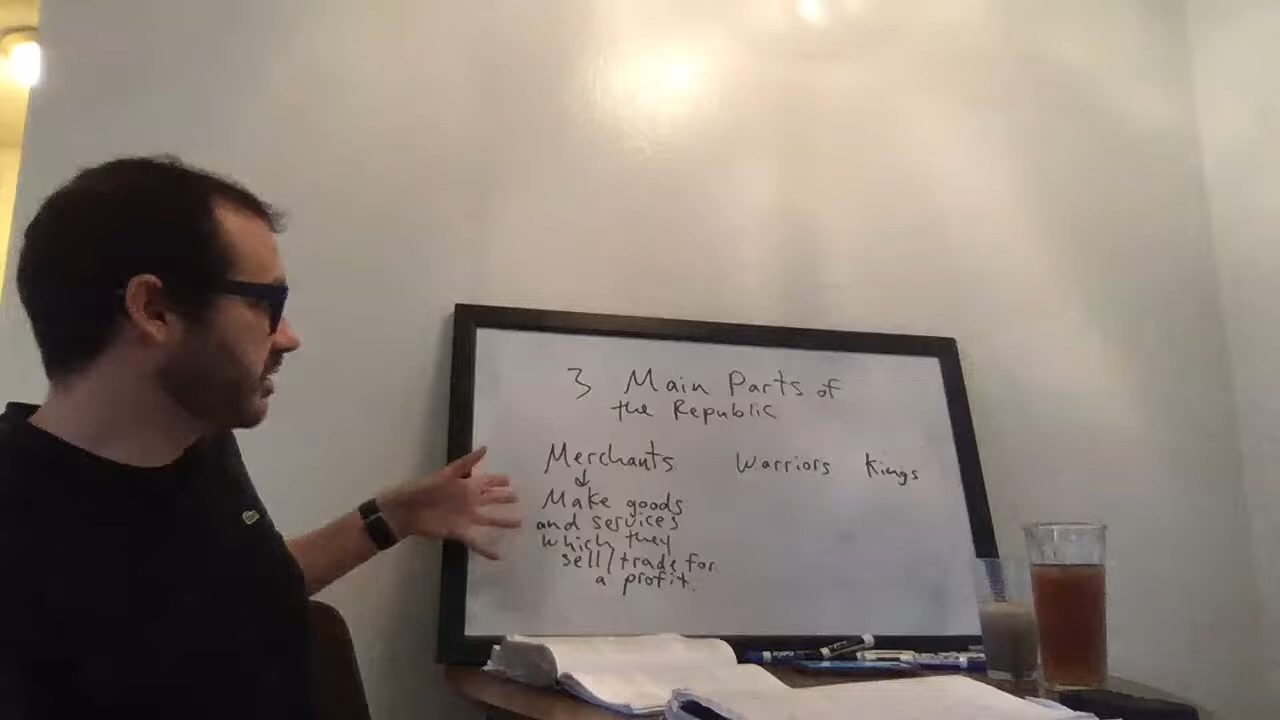 3 Main Parts of
the Republic
Merchants Warriors Kings
Make goods
and services
which they
sell/trade for
a profit.